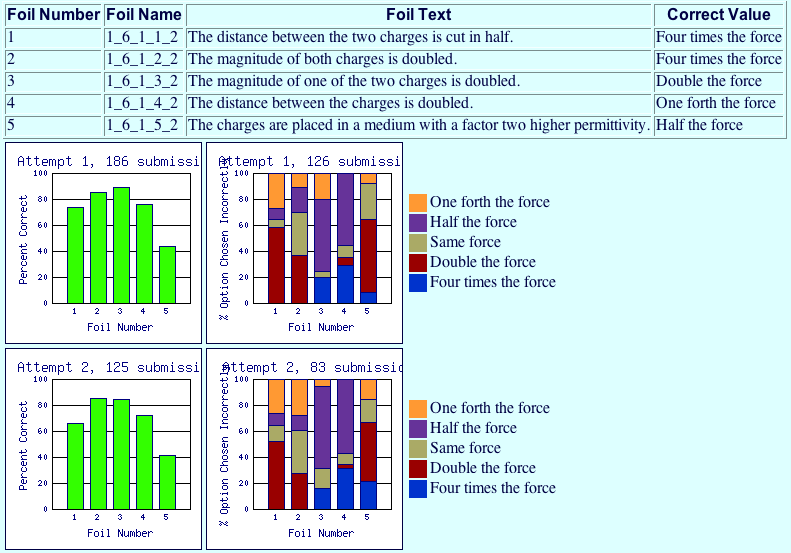 Foil Number Foil Name Foil Text Correct Value
1 1_6_1_1_2 The distance between the two charges is cut in half. Four times the force
2 1_6_1_2_2 The magnitude of both charges is doubled. Four times the force
3 1_6_1_3_2 The magnitude of one of the two charges is doubled. Double the force
4 1_6_1_4_2 The distance between the charges is doubled. One forth the force
5 1_6_1_5_2 The charges are placed in a medium with a factor two higher permittivity. Half the force
Attempt 1, 186 submissi
Percent Correct
100
80
60
40
20
0
1 2 3 4 5
Foil Number
Attempt 1, 126 submissi
% Option Chosen Incorrectly
100
80
60
40
20
0
1 2 3 4 5
Foil Number
One forth the force
Half the force
Same force
Double the force
Four times the force
Attempt 2, 125 submissi
Percent Correct
100
80
60
40
20
0
1 2 3 4 5
Foil Number
Attempt 2, 83 submissio
% Option Chosen Incorrectly
100
80
60
40
20
0
1 2 3 4 5
Foil Number
One forth the force
Half the force
Same force
Double the force
Four times the force